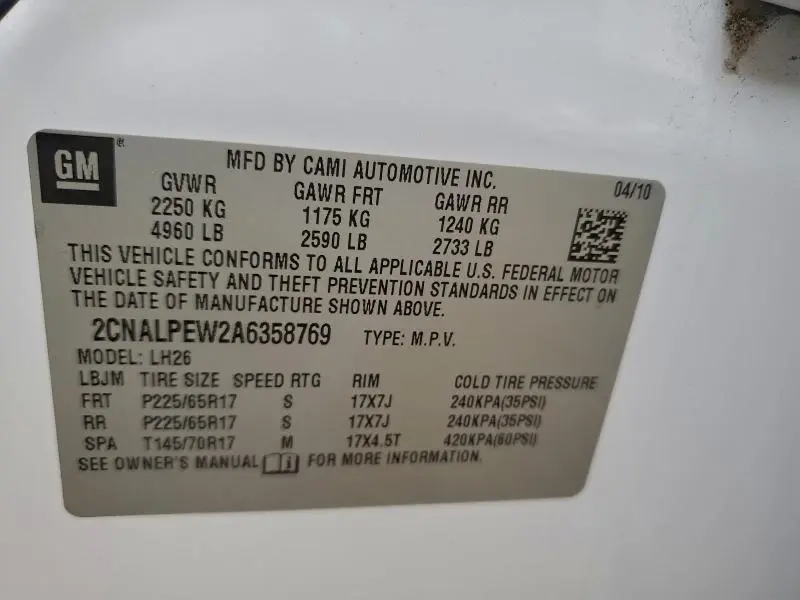 GM®
MFD BY CAMI AUTOMOTIVE INC. 04/10
GVWR GAWR FRT GAWR RR
2250 KG 1175 KG 1240 KG
4960 LB 2590 LB 2733 LB
THIS VEHICLE CONFORMS TO ALL APPLICABLE U.S. FEDERAL MOTOR
VEHICLE SAFETY AND THEFT PREVENTION STANDARDS IN EFFECT ON
THE DATE OF MANUFACTURE SHOWN ABOVE.
2CNALPEW2A6358769 TYPE: M.P.V.
MODEL: LH26
LBJM TIRE SIZE SPEED RTG RIM COLD TIRE PRESSURE
FRT P225/65R17 S 17X7J 240KPA(35PSI)
RR P225/65R17 S 17X7J 240KPA(35PSI)
SPA T145/70R17 M 17X4.5T 420KPA(60PSI)
SEE OWNER'S MANUAL FOR MORE INFORMATION.